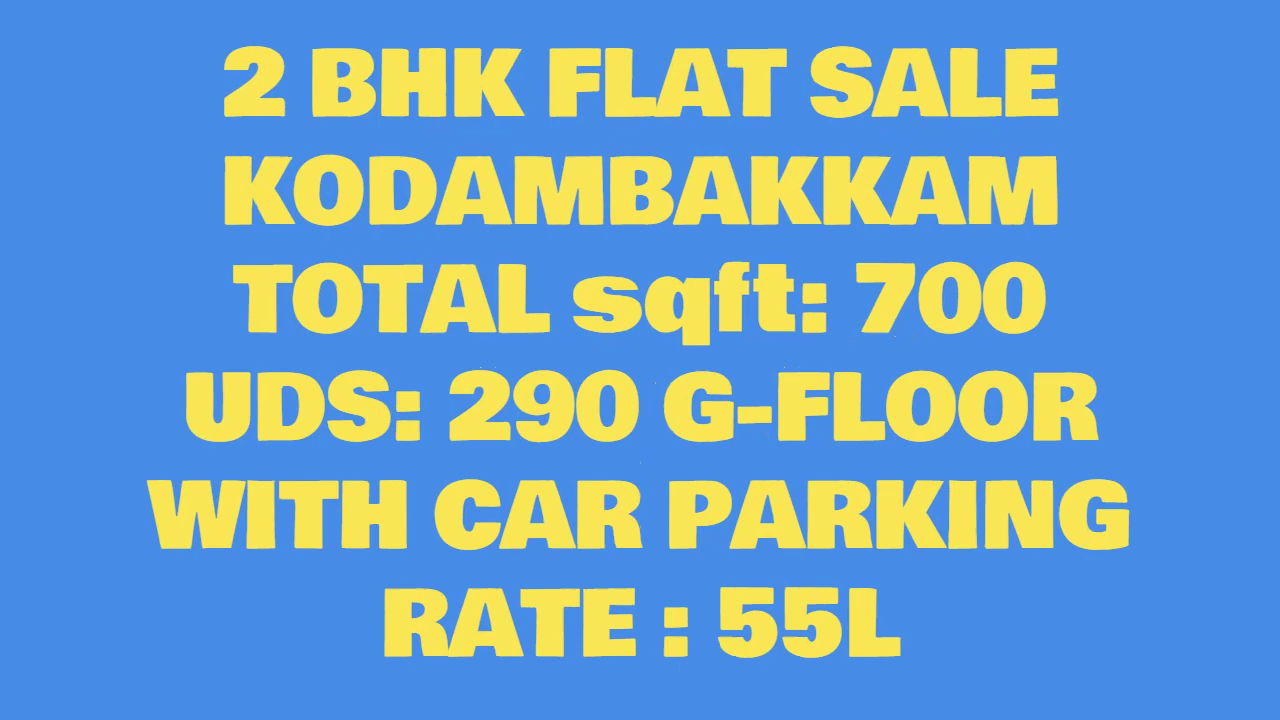 2 BHK FLAT SALE
KODAMBAKKAM
TOTAL sqft: 700
UDS: 290 G-FLOOR
WITH CAR PARKING
RATE : 55L